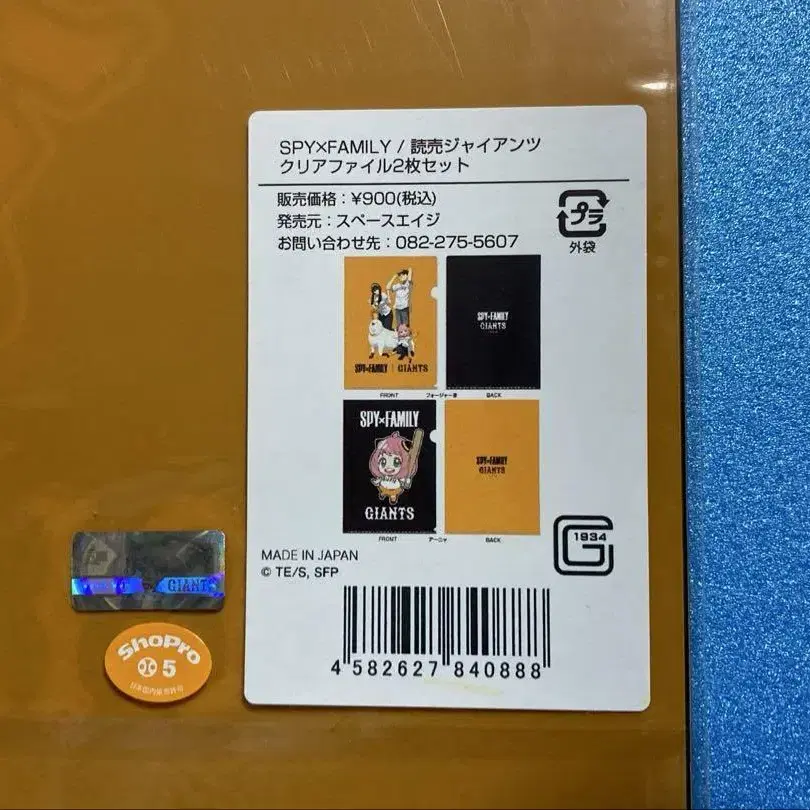 SPY×FAMILY / 読売ジャイアンツ
クリアファイル2枚セット
販売価格：¥900(税込)
発売元：スペースエイジ
お問い合わせ先：082-275-5607
プラ
外袋
SPY×FAMILY
GIANTS
SPY×FAMILY | GIANTS
FRONT フォージャー家 BACK
SPY×FAMILY
GIANTS
SPY×FAMILY
GIANTS
FRONT アーニャ BACK
1934
G
MADE IN JAPAN
© TE/S, SFP
4 582627 840888
GIANTS
ShoPro
5